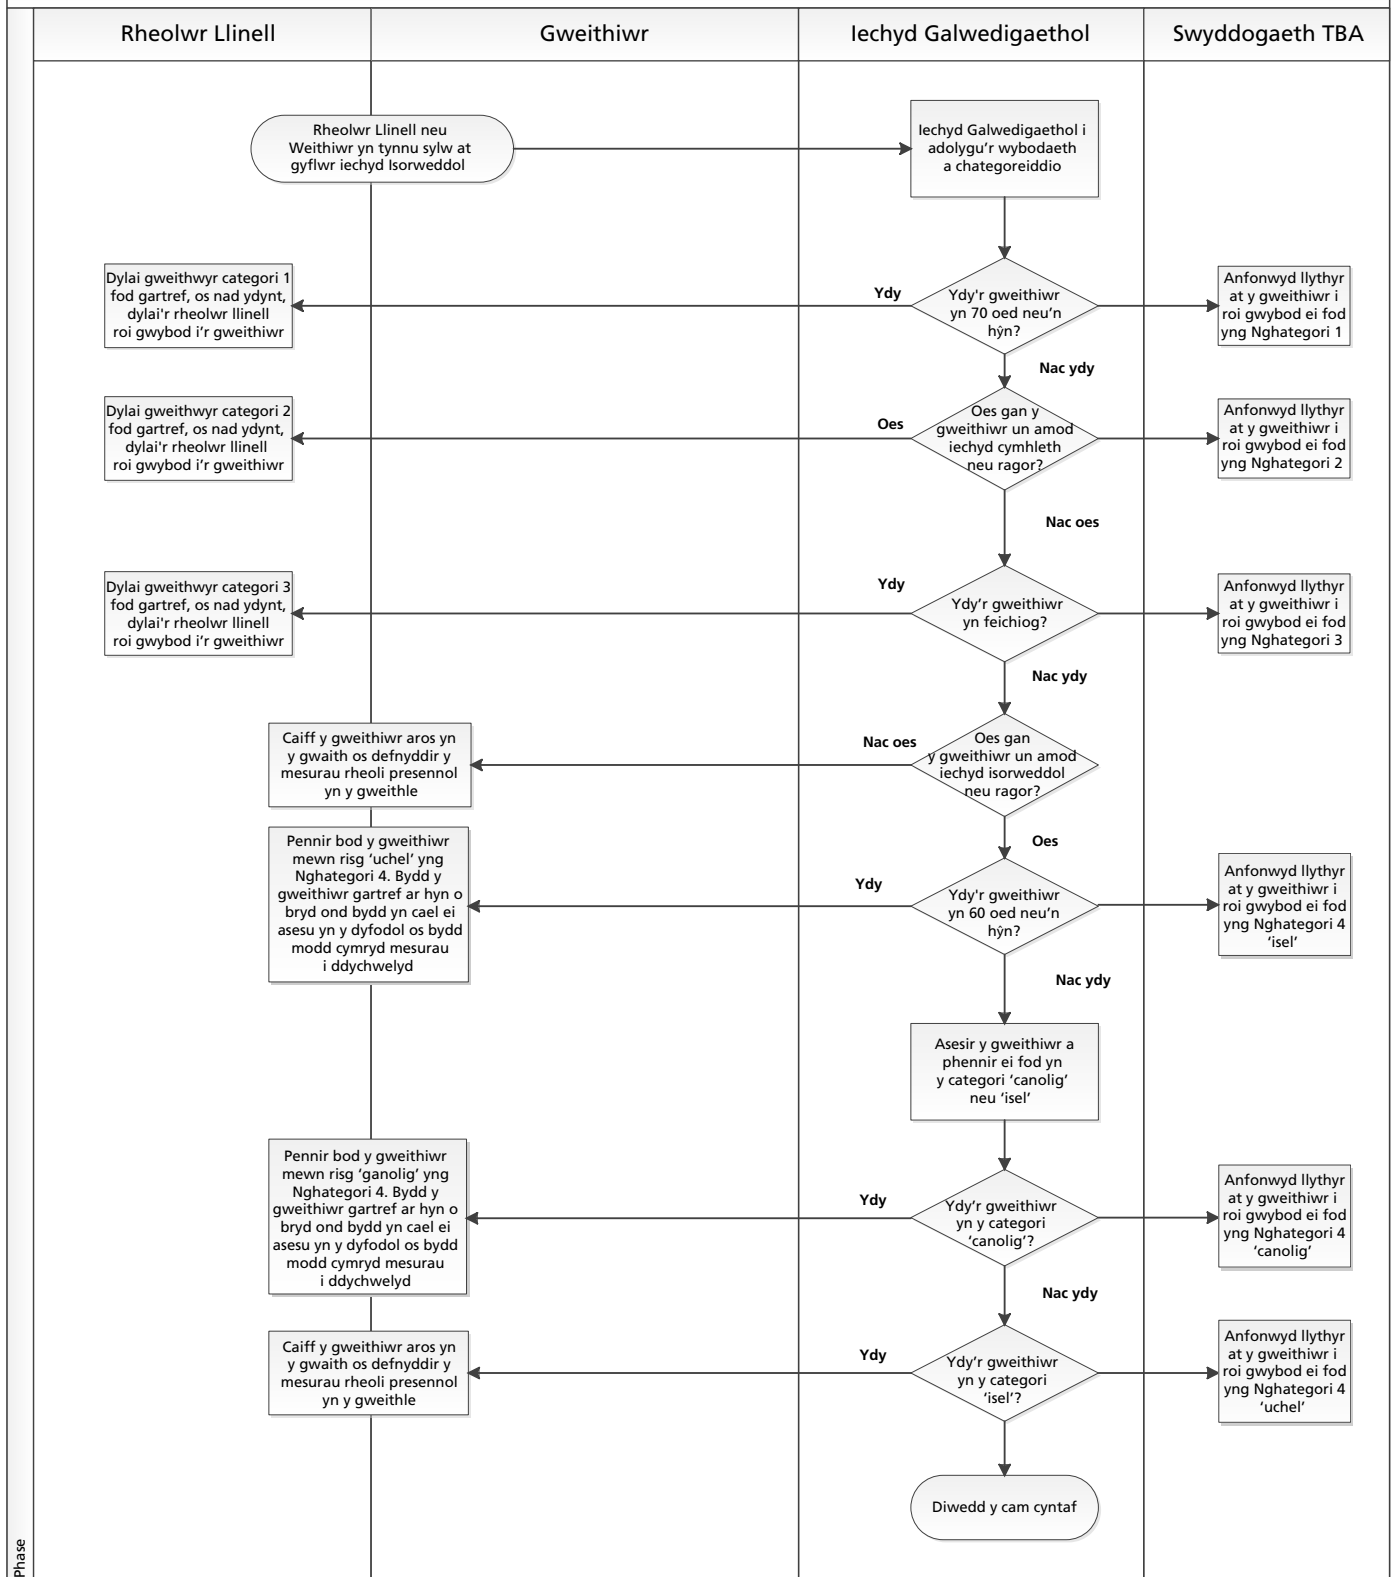 Rheolwr Llinell
Gweithiwr
Iechyd Galwedigaethol
Swyddogaeth TBA
Rheolwr Llinell neu
Weithiwr yn tynnu sylw at
gyflwr iechyd Isorweddol
Iechyd Galwedigaethol i
adolygu'r wybodaeth
a chategoreiddio
Dylai gweithwyr categori 1
fod gartref, os nad ydynt,
dylai'r rheolwr llinell
roi gwybod i'r gweithiwr
Ydy
Ydy'r gweithiwr
yn 70 oed neu'n
hŷn?
Anfonwyd llythyr
at y gweithiwr i
roi gwybod ei fod
yng Nghategori 1
Nac ydy
Dylai gweithwyr categori 2
fod gartref, os nad ydynt,
dylai'r rheolwr llinell
roi gwybod i'r gweithiwr
Oes
Oes gan y
gweithiwr un amod
iechyd cymhleth
neu ragor?
Anfonwyd llythyr
at y gweithiwr i
roi gwybod ei fod
yng Nghategori 2
Nac oes
Dylai gweithwyr categori 3
fod gartref, os nad ydynt,
dylai'r rheolwr llinell
roi gwybod i'r gweithiwr
Ydy
Ydy'r gweithiwr
yn feichiog?
Anfonwyd llythyr
at y gweithiwr i
roi gwybod ei fod
yng Nghategori 3
Nac ydy
Caiff y gweithiwr aros yn
y gwaith os defnyddir y
mesurau rheoli presennol
yn y gweithle
Nac oes
Oes gan
y gweithiwr un amod
iechyd isorweddol
neu ragor?
Oes
Pennir bod y gweithiwr
mewn risg 'uchel' yng
Nghategori 4. Bydd y
gweithiwr gartref ar hyn o
bryd ond bydd yn cael ei
asesu yn y dyfodol os bydd
modd cymryd mesurau
i ddychwelyd
Ydy
Ydy'r gweithiwr
yn 60 oed neu'n
hŷn?
Anfonwyd llythyr
at y gweithiwr i
roi gwybod ei fod
yng Nghategori 4
'isel'
Nac ydy
Asesir y gweithiwr a
phennir ei fod yn
y categori 'canolig'
neu 'isel'
Pennir bod y gweithiwr
mewn risg 'ganolig' yng
Nghategori 4. Bydd y
gweithiwr gartref ar hyn o
bryd ond bydd yn cael ei
asesu yn y dyfodol os bydd
modd cymryd mesurau
i ddychwelyd
Ydy
Ydy'r gweithiwr
yn y categori
'canolig'?
Anfonwyd llythyr
at y gweithiwr i
roi gwybod ei fod
yng Nghategori 4
'canolig'
Nac ydy
Caiff y gweithiwr aros yn
y gwaith os defnyddir y
mesurau rheoli presennol
yn y gweithle
Ydy
Ydy'r gweithiwr
yn y categori
'isel'?
Anfonwyd llythyr
at y gweithiwr i
roi gwybod ei fod
yng Nghategori 4
'uchel'
Diwedd y cam cyntaf
Phase